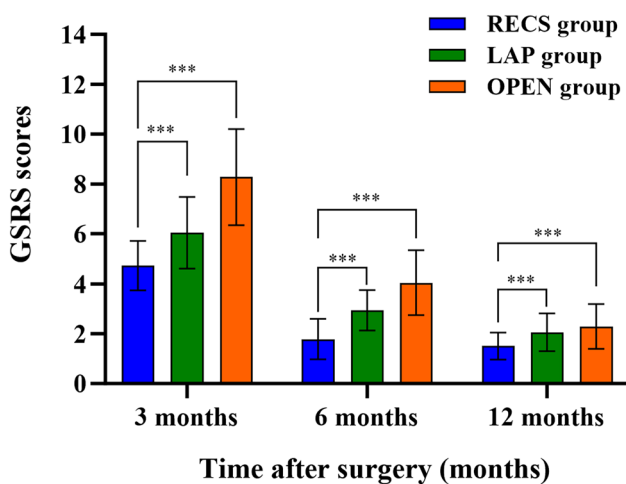 RECS group
LAP group
OPEN group
GSRS scores
14
12
10
8
6
4
2
0
***
***
***
***
***
***
3 months
6 months
12 months
Time after surgery (months)